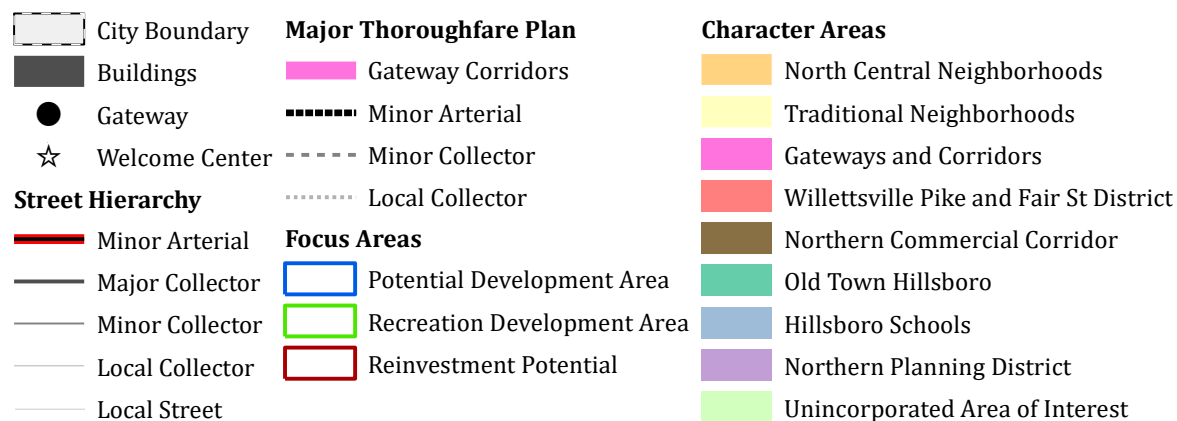 City Boundary
Buildings
Gateway
Welcome Center
Street Hierarchy
Minor Arterial
Major Collector
Minor Collector
Local Collector
Local Street
Major Thoroughfare Plan
Gateway Corridors
Minor Arterial
Minor Collector
Local Collector
Focus Areas
Potential Development Area
Recreation Development Area
Reinvestment Potential
Character Areas
North Central Neighborhoods
Traditional Neighborhoods
Gateways and Corridors
Willettsville Pike and Fair St District
Northern Commercial Corridor
Old Town Hillsboro
Hillsboro Schools
Northern Planning District
Unincorporated Area of Interest